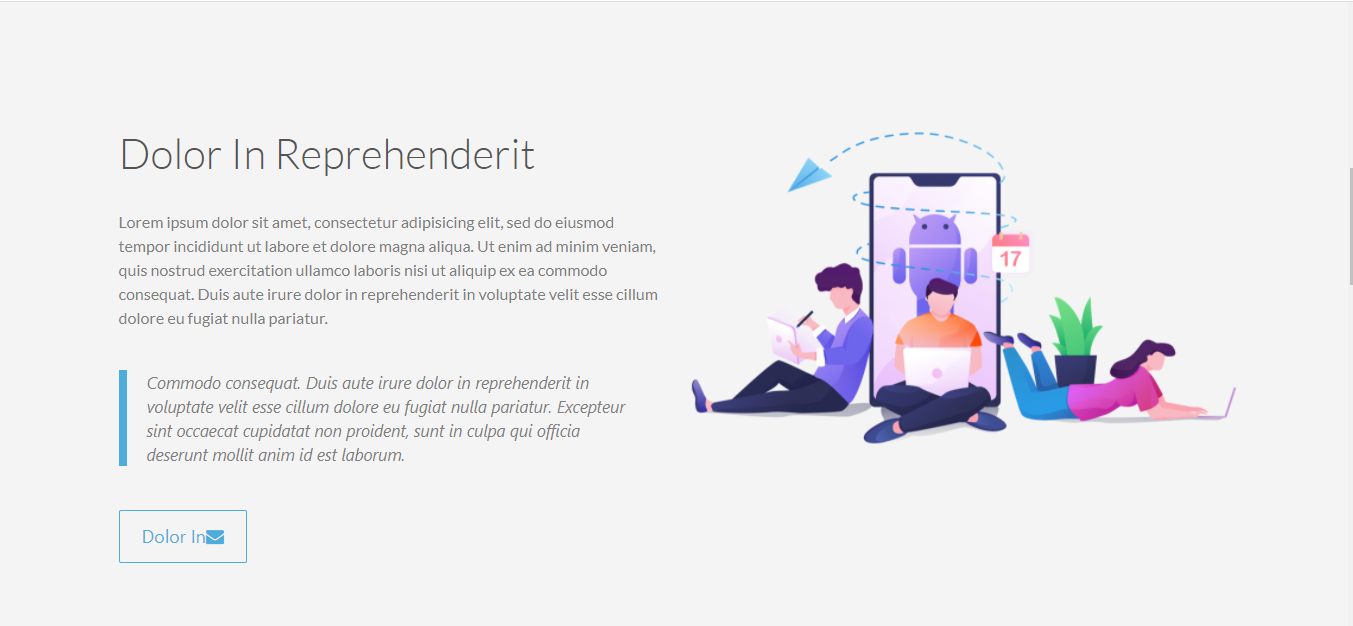 Dolor In Reprehenderit
Lorem ipsum dolor sit amet, consectetur adipisicing elit, sed do eiusmod
tempor incididunt ut labore et dolore magna aliqua. Ut enim ad minim veniam,
quis nostrud exercitation ullamco laboris nisi ut aliquip ex ea commodo
consequat. Duis aute irure dolor in reprehenderit in voluptate velit esse cillum
dolore eu fugiat nulla pariatur.
Commodo consequat. Duis aute irure dolor in reprehenderit in
voluptate velit esse cillum dolore eu fugiat nulla pariatur. Excepteur
sint occaecat cupidatat non proident, sunt in culpa qui officia
deserunt mollit anim id est laborum.
Dolor In
17